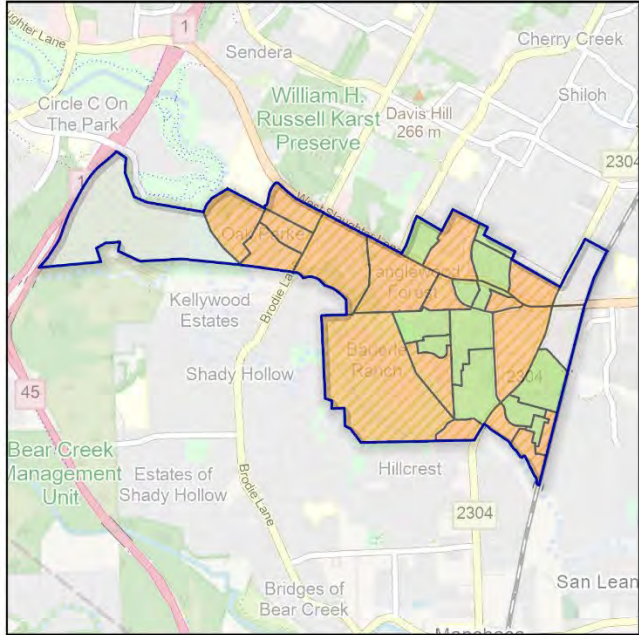 ughter Lane
1
Sendera
Cherry Creek
Circle C On
The Park
William H.
Russell Karst
Preserve
Davis Hill
266 m
Shiloh
2304
1
West Slaughter Lane
Oak Parke
Tanglewood
Forest
Kellywood
Estates
Brodie Lane
Shady Hollow
Bauerle
Ranch
2304
45
Bear Creek
Management
Unit
Estates of
Shady Hollow
Brodie Lane
Hillcrest
2304
Bridges of
Bear Creek
San Lean